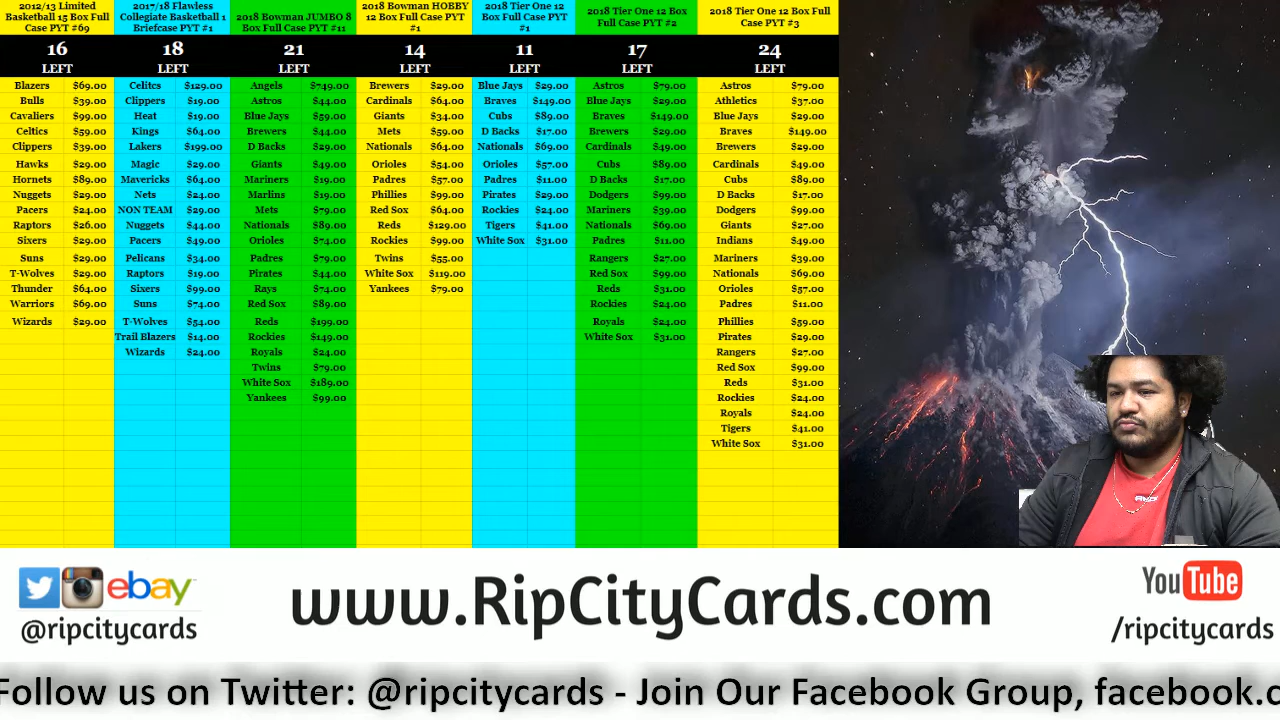 2012/13 Limited
Basketball 15 Box Full
Case PYT #69
16
LEFT
Blazers $69.00
Bulls $39.00
Cavaliers $99.00
Celtics $59.00
Clippers $39.00
Hawks $29.00
Hornets $89.00
Nuggets $29.00
Pacers $24.00
Raptors $26.00
Sixers $29.00
Suns $29.00
T-Wolves $29.00
Thunder $64.00
Warriors $69.00
Wizards $29.00
2017/18 Flawless
Collegiate Basketball 1
Briefcase PYT #1
18
LEFT
Celitcs $129.00
Clippers $19.00
Heat $19.00
Kings $64.00
Lakers $199.00
Magic $29.00
Mavericks $64.00
Nets $24.00
NON TEAM $29.00
Nuggets $44.00
Pacers $49.00
Pelicans $34.00
Raptors $19.00
Sixers $99.00
Suns $74.00
T-Wolves $54.00
Trail Blazers $14.00
Wizards $24.00
2018 Bowman JUMBO 8
Box Full Case PYT #11
21
LEFT
Angels $749.00
Astros $44.00
Blue Jays $59.00
Brewers $44.00
D Backs $29.00
Giants $49.00
Mariners $19.00
Marlins $19.00
Mets $79.00
Nationals $89.00
Orioles $74.00
Padres $79.00
Pirates $44.00
Rays $74.00
Red Sox $89.00
Reds $199.00
Rockies $149.00
Royals $24.00
Twins $79.00
White Sox $189.00
Yankees $99.00
2018 Bowman HOBBY
12 Box Full Case PYT
#1
14
LEFT
Brewers $29.00
Cardinals $64.00
Giants $34.00
Mets $59.00
Nationals $64.00
Orioles $54.00
Padres $57.00
Phillies $99.00
Red Sox $64.00
Reds $129.00
Rockies $99.00
Twins $55.00
White Sox $119.00
Yankees $79.00
2018 Tier One 12
Box Full Case PYT
#1
11
LEFT
Blue Jays $29.00
Braves $149.00
Cubs $89.00
D Backs $17.00
Nationals $69.00
Orioles $57.00
Padres $11.00
Pirates $29.00
Rockies $24.00
Tigers $41.00
White Sox $31.00
2018 Tier One 12 Box
Full Case PYT #2
17
LEFT
Astros $79.00
Blue Jays $29.00
Braves $149.00
Brewers $29.00
Cardinals $49.00
Cubs $89.00
D Backs $17.00
Dodgers $99.00
Mariners $39.00
Nationals $69.00
Padres $11.00
Rangers $27.00
Red Sox $99.00
Reds $31.00
Rockies $24.00
Royals $24.00
White Sox $31.00
2018 Tier One 12 Box Full
Case PYT #3
24
LEFT
Astros $79.00
Athletics $37.00
Blue Jays $29.00
Braves $149.00
Brewers $29.00
Cardinals $49.00
Cubs $89.00
D Backs $17.00
Dodgers $99.00
Giants $27.00
Indians $49.00
Mariners $39.00
Nationals $69.00
Orioles $57.00
Padres $11.00
Phillies $59.00
Pirates $29.00
Rangers $27.00
Red Sox $99.00
Reds $31.00
Rockies $24.00
Royals $24.00
Tigers $41.00
White Sox $31.00
ebay
@ripcitycards
www.RipCityCards.com
YouTube
/ripcitycards
Follow us on Twitter: @ripcitycards - Join Our Facebook Group, facebook.c